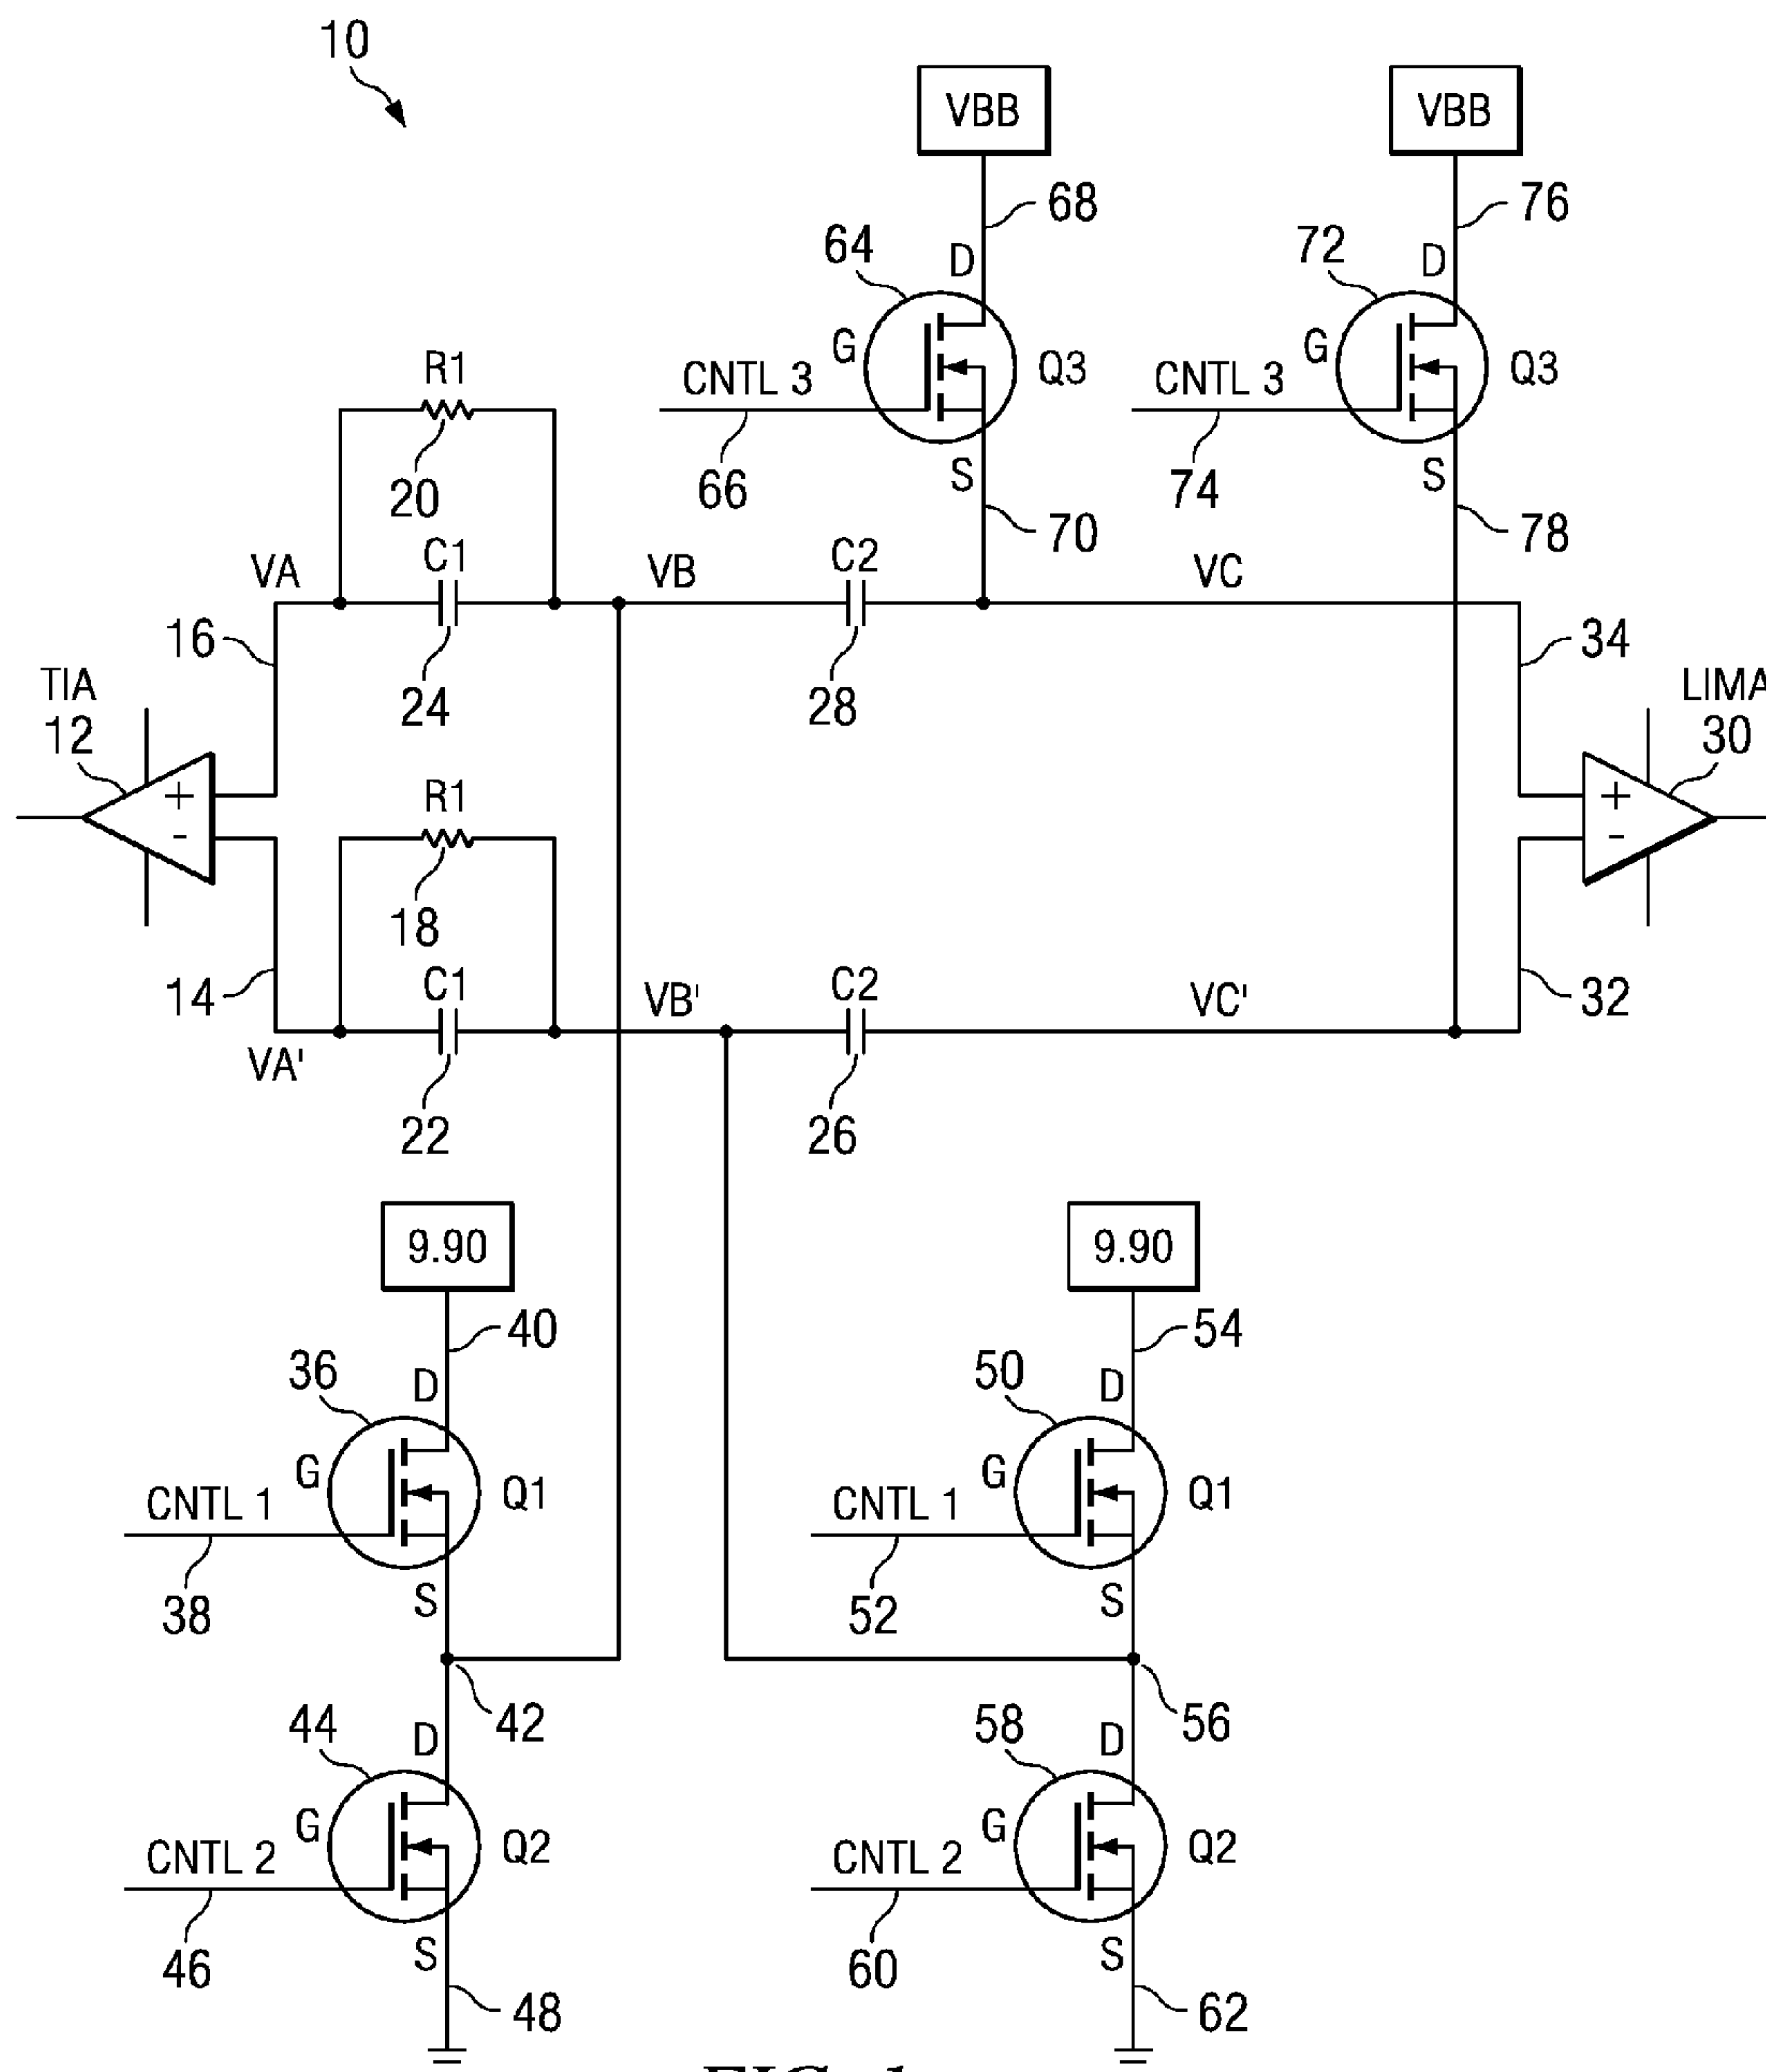 10
VBB VBB
68 76
64 D 72 D
G Q3 G Q3
CNTL 3 CNTL 3
R1
S S
20 66 70 74 78
VA C1 VB C2 VC
16 34
24 28
TIA LIMA
12 30
+ +
- -
R1
18
14 C1 VB' C2 VC' 32
VA'
22 26
9.90 9.90
40 54
36 D 50 D
G Q1 G Q1
CNTL 1 CNTL 1
38 S 52 S
42 56
44 D 58 D
G Q2 G Q2
CNTL 2 CNTL 2
46 S 60 S
48 62